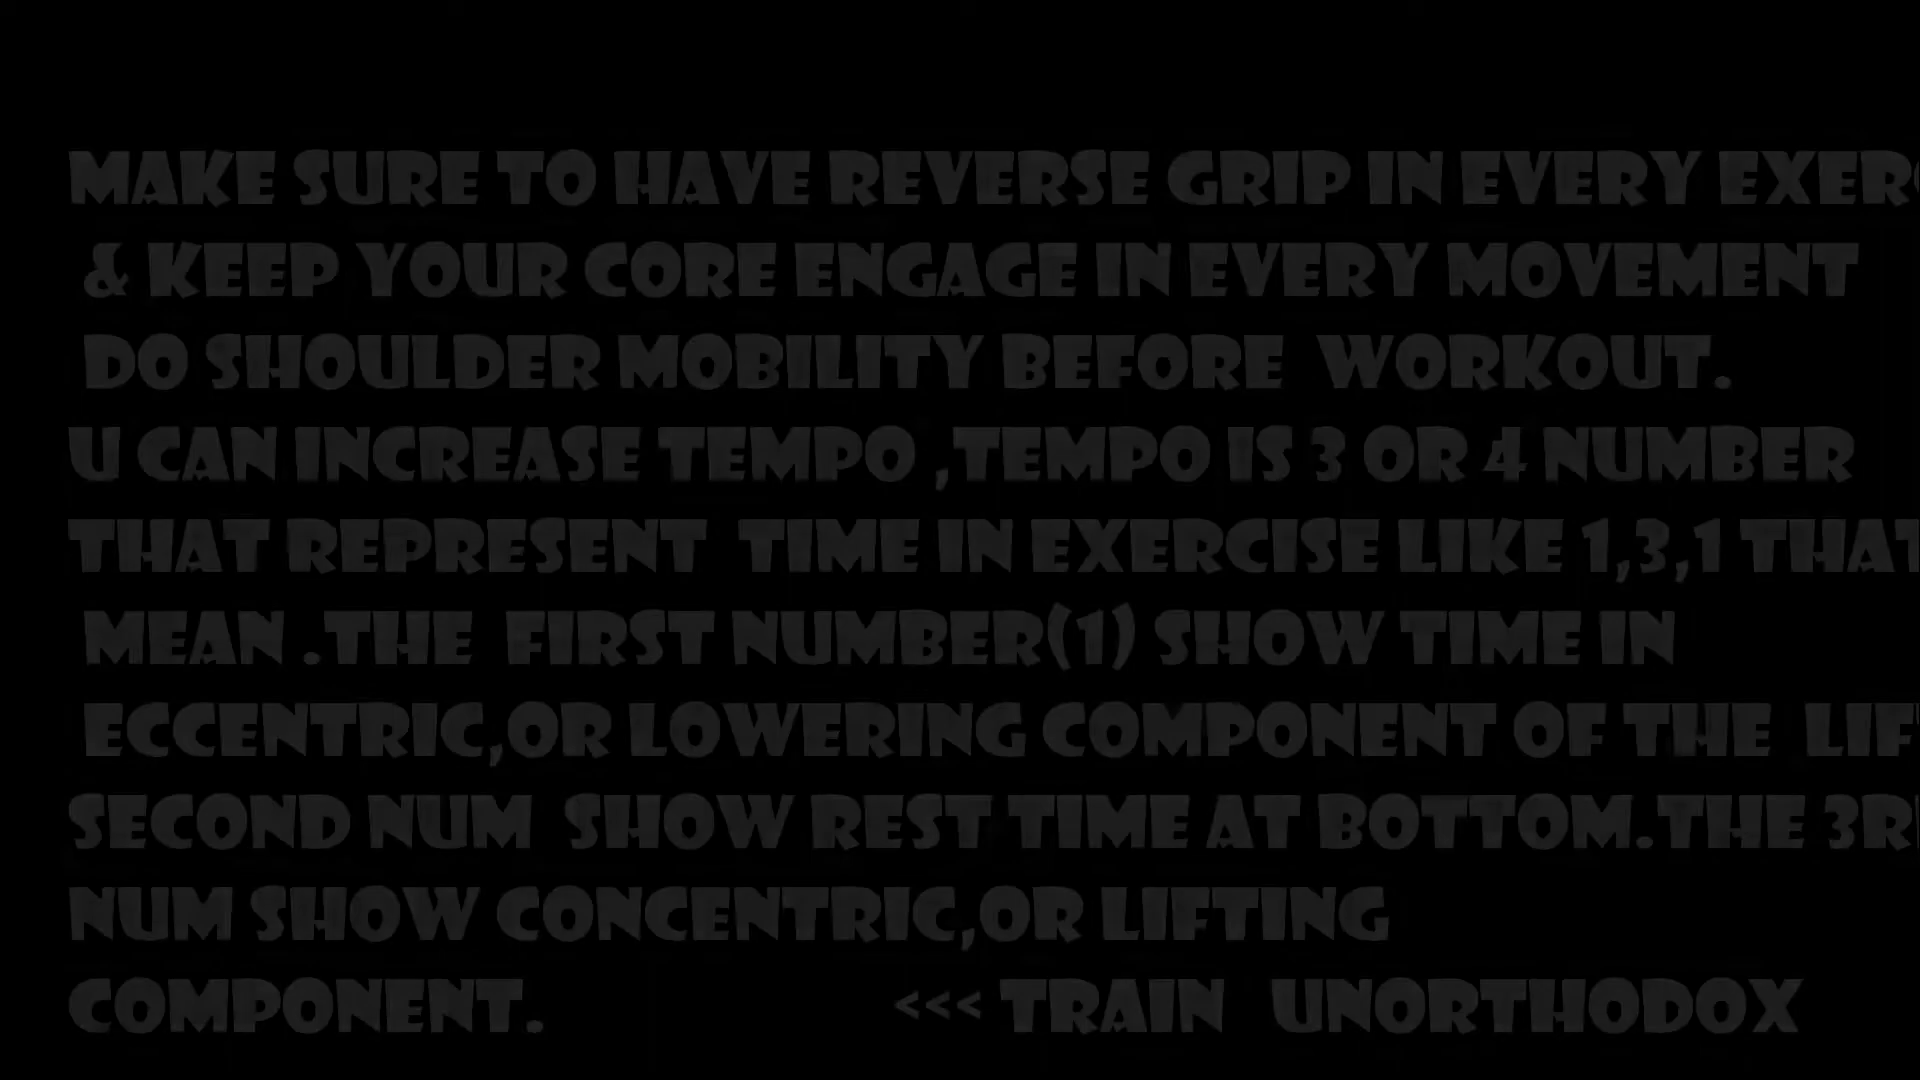 MAKE SURE TO HAVE REVERSE GRIP IN EVERY
& KEEP YOUR CORE ENGAGE IN EVERY MOVEMENT
DO SHOULDER MOBILITY BEFORE WORKOUT.
U CAN INCREASE TEMPO ,TEMPO IS 3 OR 4 NUMBER
THAT REPRESENT TIME IN EXERCISE LIKE 1,3,1 THAT
MEAN .THE FIRST NUMBER(1) SHOW TIME IN
ECCENTRIC,OR LOWERING COMPONENT OF THE
SECOND NUM SHOW REST TIME AT BOTTOM.THE
NUM SHOW CONCENTRIC,OR LIFTING
COMPONENT. <<< TRAIN UNORTHODOX